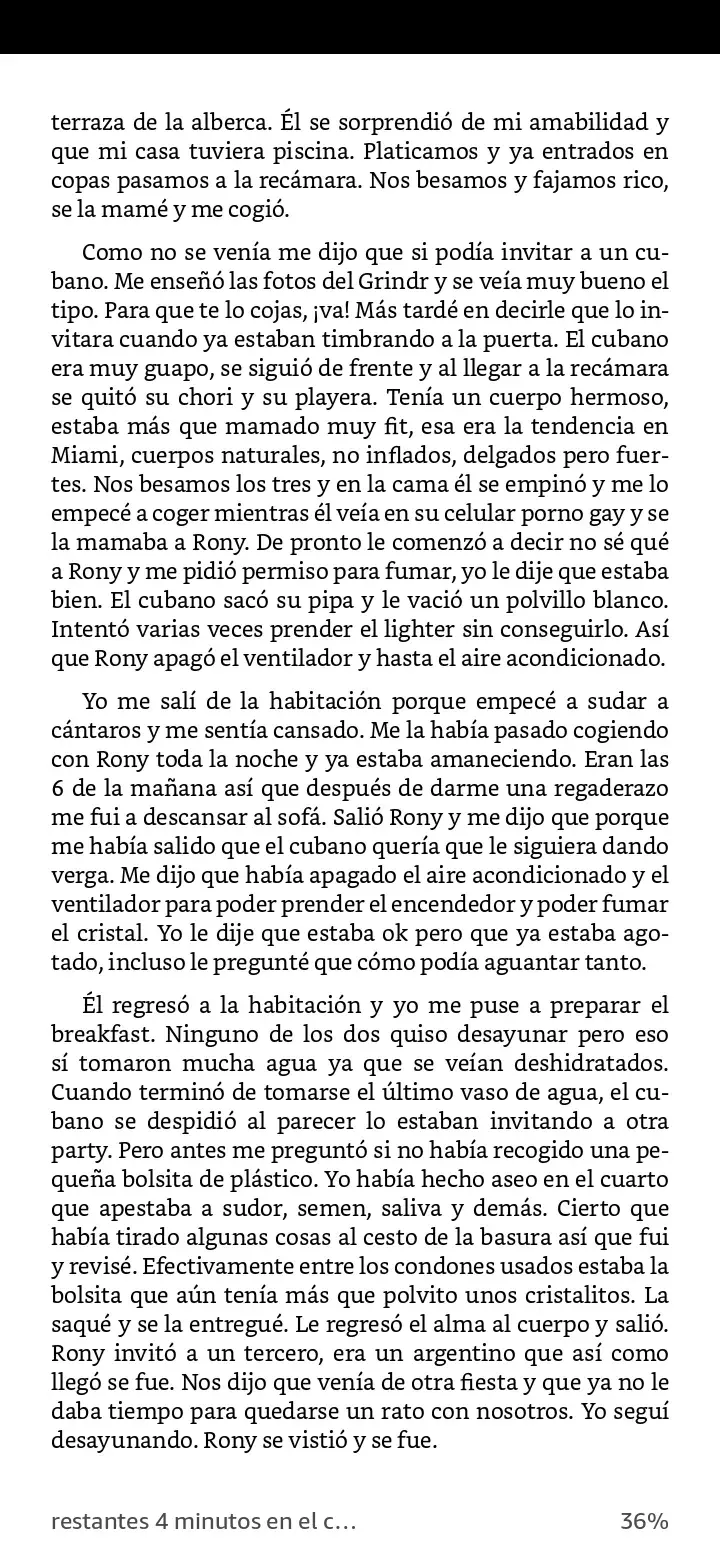 terraza de la alberca. Él se sorprendió de mi amabilidad y
que mi casa tuviera piscina. Platicamos y ya entrados en
copas pasamos a la recámara. Nos besamos y fajamos rico,
se la mamé y me cogió.
Como no se venía me dijo que si podía invitar a un cu-
bano. Me enseñó las fotos del Grindr y se veía muy bueno el
tipo. Para que te lo cojas, ¡va! Más tardé en decirle que lo in-
vitara cuando ya estaban timbrando a la puerta. El cubano
era muy guapo, se siguió de frente y al llegar a la recámara
se quitó su chori y su playera. Tenía un cuerpo hermoso,
estaba más que mamado muy fit, esa era la tendencia en
Miami, cuerpos naturales, no inflados, delgados pero fuer-
tes. Nos besamos los tres y en la cama él se empinó y me lo
empecé a coger mientras él veía en su celular porno gay y se
la mamaba a Rony. De pronto le comenzó a decir no sé qué
a Rony y me pidió permiso para fumar, yo le dije que estaba
bien. El cubano sacó su pipa y le vació un polvillo blanco.
Intentó varias veces prender el lighter sin conseguirlo. Así
que Rony apagó el ventilador y hasta el aire acondicionado.
Yo me salí de la habitación porque empecé a sudar a
cántaros y me sentía cansado. Me la había pasado cogiendo
con Rony toda la noche y ya estaba amaneciendo. Eran las
6 de la mañana así que después de darme una regaderazo
me fui a descansar al sofá. Salió Rony y me dijo que porque
me había salido que el cubano quería que le siguiera dando
verga. Me dijo que había apagado el aire acondicionado y el
ventilador para poder prender el encendedor y poder fumar
el cristal. Yo le dije que estaba ok pero que ya estaba ago-
tado, incluso le pregunté que cómo podía aguantar tanto.
Él regresó a la habitación y yo me puse a preparar el
breakfast. Ninguno de los dos quiso desayunar pero eso
sí tomaron mucha agua ya que se veían deshidratados.
Cuando terminó de tomarse el último vaso de agua, el cu-
bano se despidió al parecer lo estaban invitando a otra
party. Pero antes me preguntó si no había recogido una pe-
queña bolsita de plástico. Yo había hecho aseo en el cuarto
que apestaba a sudor, semen, saliva y demás. Cierto que
había tirado algunas cosas al cesto de la basura así que fui
y revisé. Efectivamente entre los condones usados estaba la
bolsita que aún tenía más que polvito unos cristalitos. La
saqué y se la entregué. Le regresó el alma al cuerpo y salió.
Rony invitó a un tercero, era un argentino que así como
llegó se fue. Nos dijo que venía de otra fiesta y que ya no le
daba tiempo para quedarse un rato con nosotros. Yo seguí
desayunando. Rony se vistió y se fue.
restantes 4 minutos en el c… 36%